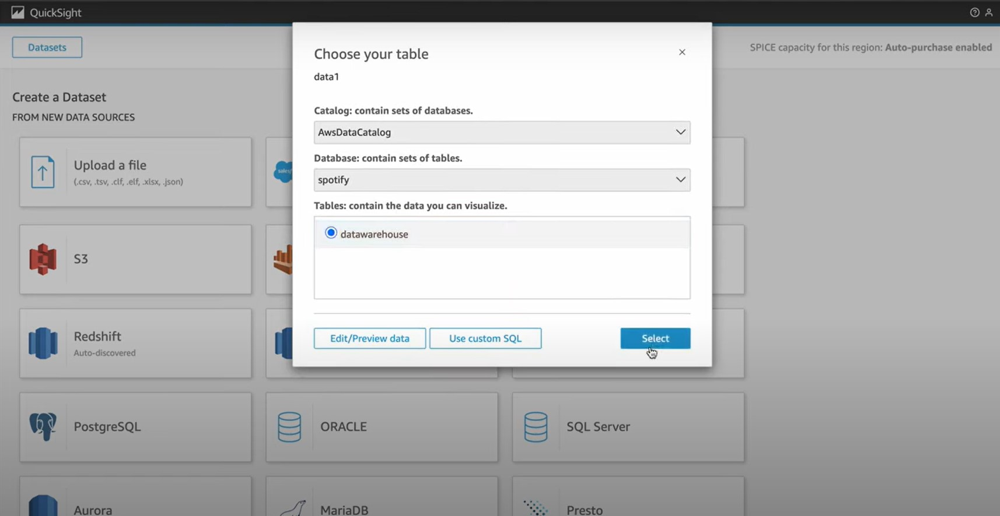 QuickSight
Datasets
SPICE capacity for this region: Auto-purchase enabled
Create a Dataset
FROM NEW DATA SOURCES
Upload a file
(.csv, .tsv, .clf, .elf, .xlsx, .json)
S3
Redshift
Auto-discovered
PostgreSQL
ORACLE
SQL Server
Aurora
MariaDB
Presto
Choose your table
data1
Catalog: contain sets of databases.
AwsDataCatalog
Database: contain sets of tables.
spotify
Tables: contain the data you can visualize.
datawarehouse
Edit/Preview data
Use custom SQL
Select